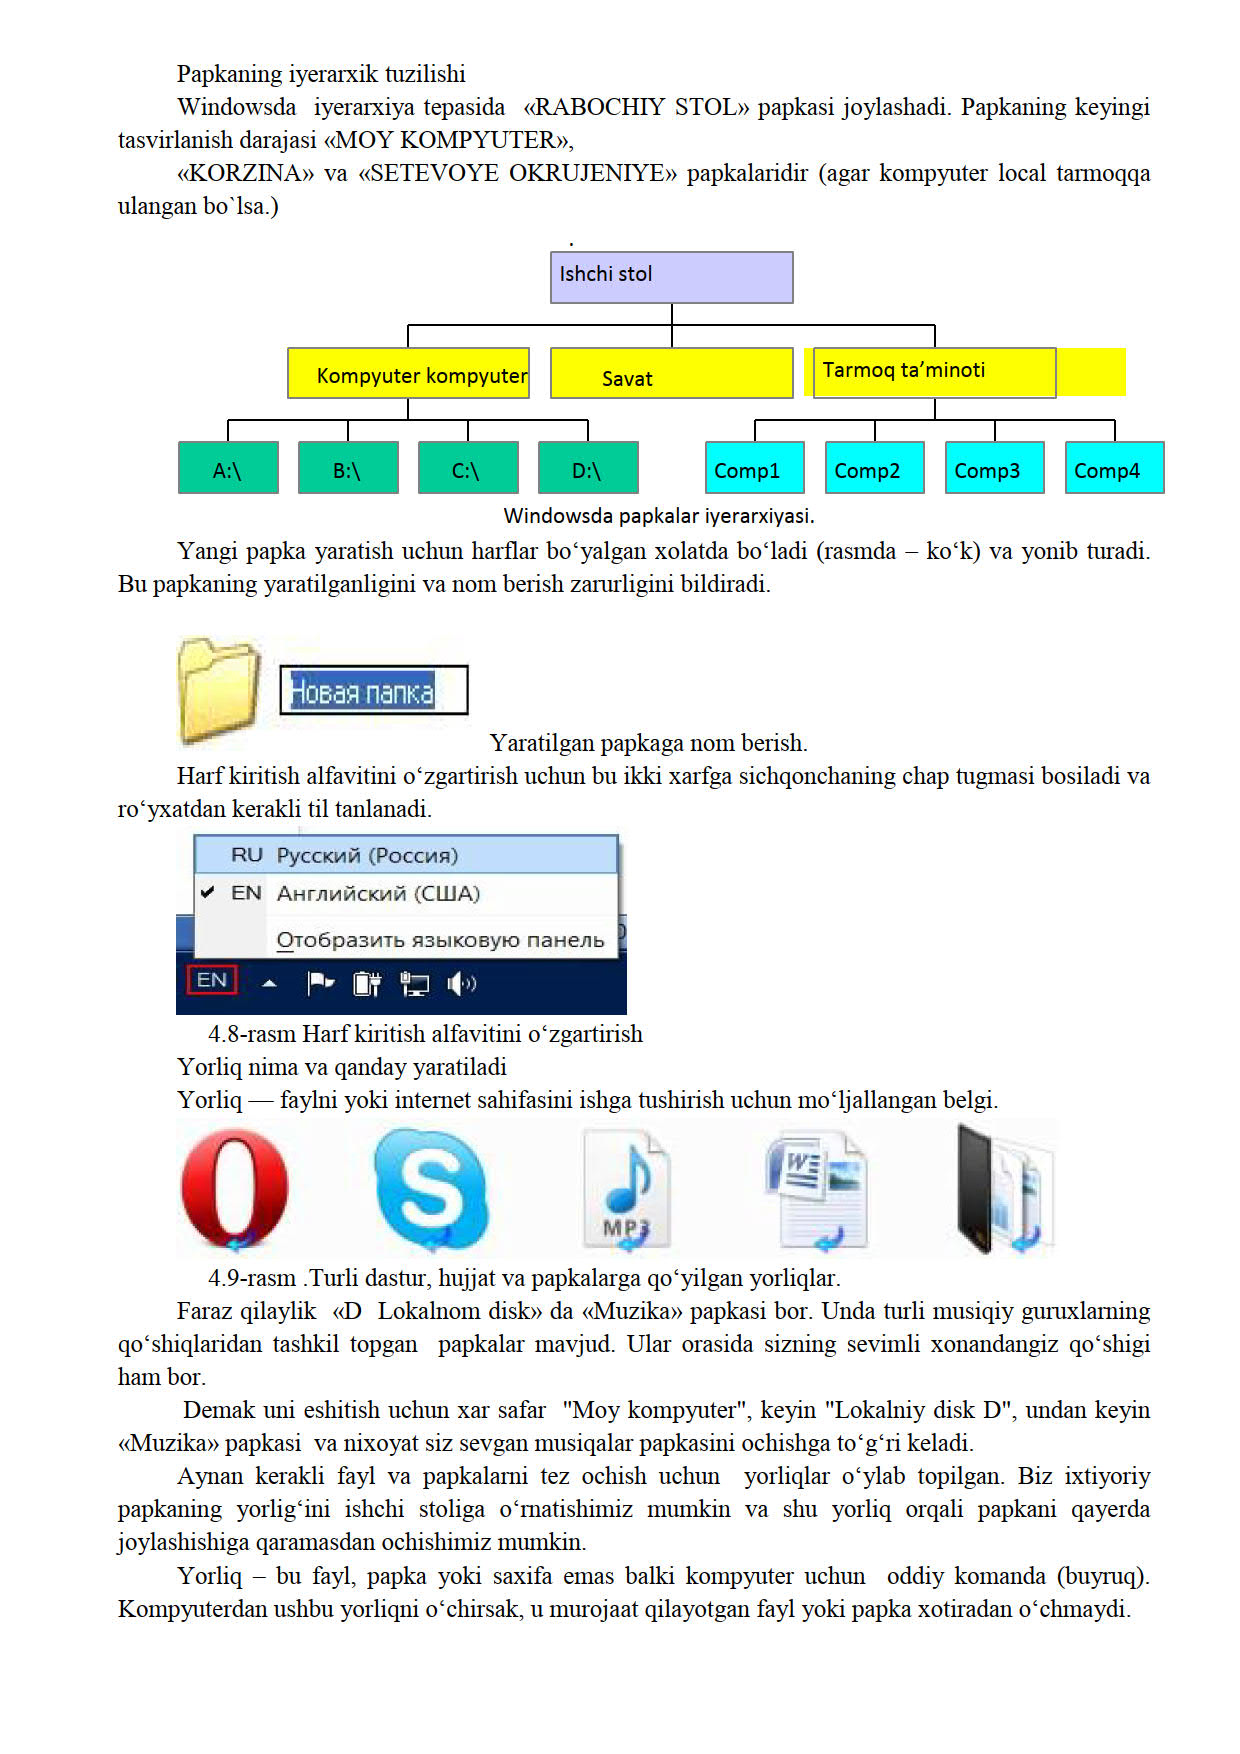 Papkaning iyerarxik tuzilishi
Windowsda iyerarxiya tepasida «RABOCHIY STOL» papkasi joylashadi. Papkaning keyingi
tasvirlanish darajasi «MOY KOMPYUTER»,
«KORZINA» va «SETEVOYE OKRUJENIYE» papkalaridir (agar kompyuter local tarmoqqa
ulangan bo`lsa.)
.
Ishchi stol
Kompyuter kompyuter
Savat
Tarmoq ta’minoti
A:\
B:\
C:\
D:\
Comp1
Comp2
Comp3
Comp4
Windowsda papkalar iyerarxiyasi.
Yangi papka yaratish uchun harflar bo‘yalgan xolatda bo‘ladi (rasmda – ko‘k) va yonib turadi.
Bu papkaning yaratilganligini va nom berish zarurligini bildiradi.
Новая папка
Yaratilgan papkaga nom berish.
Harf kiritish alfavitini o‘zgartirish uchun bu ikki xarfga sichqonchaning chap tugmasi bosiladi va
ro‘yxatdan kerakli til tanlanadi.
RU Русский (Россия)
EN Английский (США)
Отобразить языковую панель
EN
4.8-rasm Harf kiritish alfavitini o‘zgartirish
Yorliq nima va qanday yaratiladi
Yorliq — faylni yoki internet sahifasini ishga tushirish uchun mo‘ljallangan belgi.
MP3
W
4.9-rasm .Turli dastur, hujjat va papkalarga qo‘yilgan yorliqlar.
Faraz qilaylik «D Lokalnom disk» da «Muzika» papkasi bor. Unda turli musiqiy guruxlarning
qo‘shiqlaridan tashkil topgan papkalar mavjud. Ular orasida sizning sevimli xonandangiz qo‘shigi
ham bor.
Demak uni eshitish uchun xar safar "Moy kompyuter", keyin "Lokalniy disk D", undan keyin
«Muzika» papkasi va nixoyat siz sevgan musiqalar papkasini ochishga to‘g‘ri keladi.
Aynan kerakli fayl va papkalarni tez ochish uchun yorliqlar o‘ylab topilgan. Biz ixtiyoriy
papkaning yorlig‘ini ishchi stoliga o‘rnatishimiz mumkin va shu yorliq orqali papkani qayerda
joylashishiga qaramasdan ochishimiz mumkin.
Yorliq – bu fayl, papka yoki saxifa emas balki kompyuter uchun oddiy komanda (buyruq).
Kompyuterdan ushbu yorliqni o‘chirsak, u murojaat qilayotgan fayl yoki papka xotiradan o‘chmaydi.